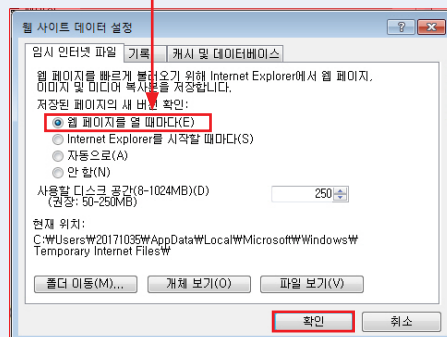 웹 사이트 데이터 설정
임시 인터넷 파일 기록 캐시 및 데이터베이스
웹 페이지를 빠르게 불러오기 위해 Internet Explorer에서 웹 페이지,
이미지 및 미디어 복사본을 저장합니다.
저장된 페이지의 새 버전 확인:
웹 페이지를 열 때마다(E)
Internet Explorer를 시작할 때마다(S)
자동으로(A)
안 함(N)
사용할 디스크 공간(8-1024MB)(D) 250
(권장: 50-250MB)
현재 위치:
C:₩Users₩20171035₩AppData₩Local₩Microsoft₩Windows₩
Temporary Internet Files₩
폴더 이동(M)... 개체 보기(O) 파일 보기(V)
확인 취소